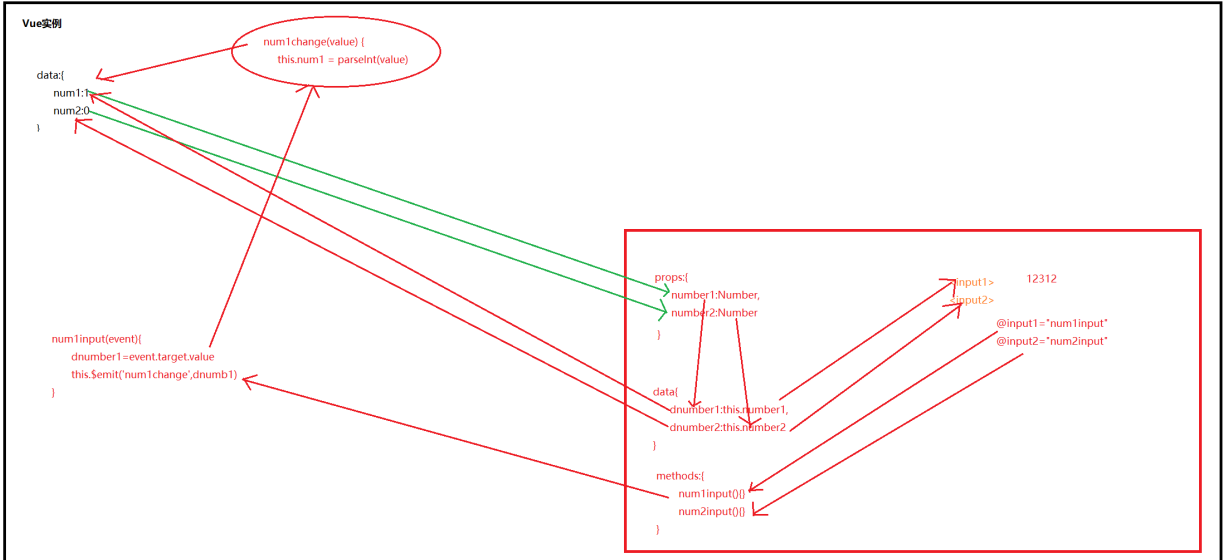 Vue实例
num1change(value) {
this.num1 = parseInt(value)
data:{
num1:1
num2:0
}
num1input(event){
dnumber1=event.target.value
this.$emit('num1change',dnumb1)
}
props:{
number1:Number,
number2:Number
}
<input1>
<input2>
12312
@input1="num1input"
@input2="num2input"
data{
dnumber1:this.number1,
dnumber2:this.number2
}
methods:{
num1input(){}
num2input(){}
}